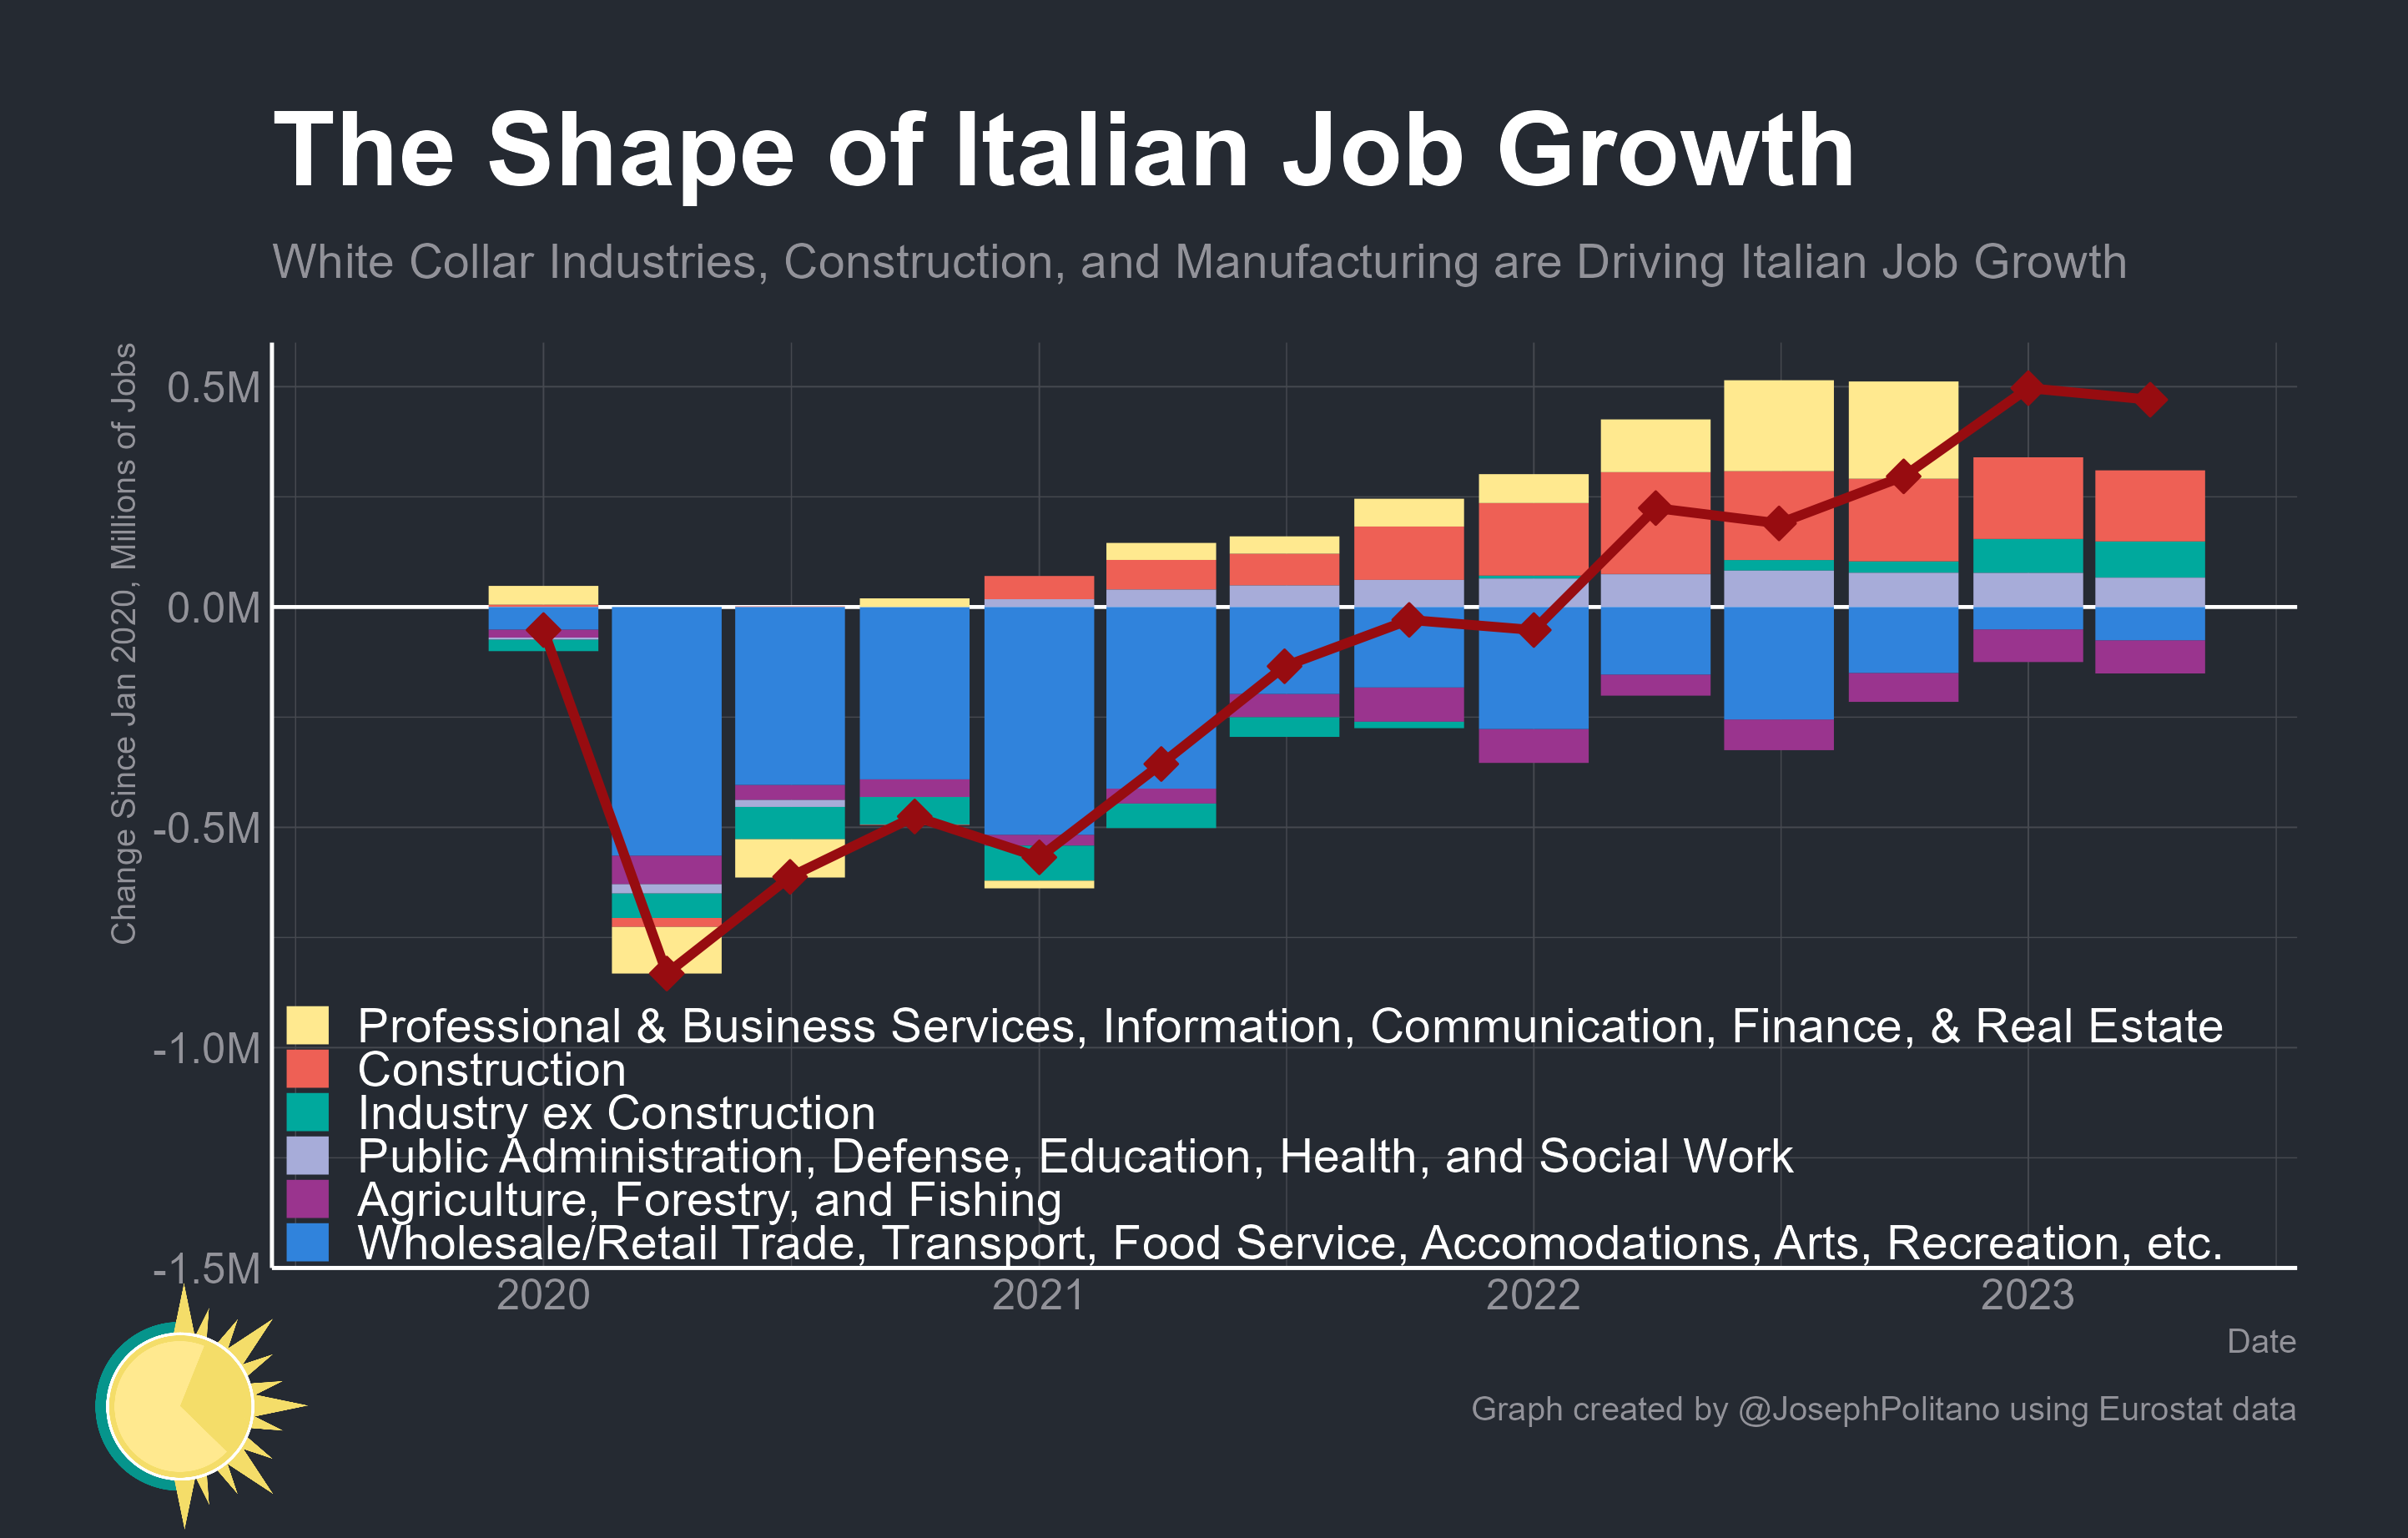 The Shape of Italian Job Growth
White Collar Industries, Construction, and Manufacturing are Driving Italian Job Growth
Change Since Jan 2020, Millions of Jobs
0.5M
0.0M
-0.5M
-1.0M
-1.5M
Professional & Business Services, Information, Communication, Finance, & Real Estate
Construction
Industry ex Construction
Public Administration, Defense, Education, Health, and Social Work
Agriculture, Forestry, and Fishing
Wholesale/Retail Trade, Transport, Food Service, Accomodations, Arts, Recreation, etc.
2020
2021
2022
2023
Date
Graph created by @JosephPolitano using Eurostat data